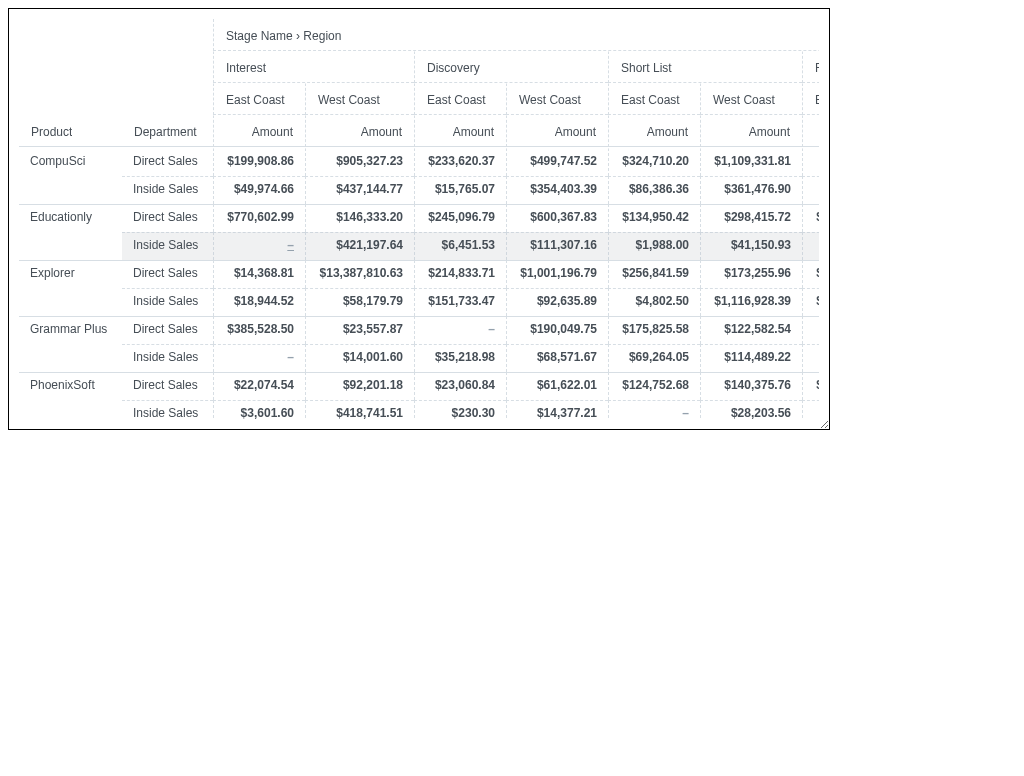 Stage Name › Region
Interest Discovery Short List
East Coast West Coast East Coast West Coast East Coast West Coast
Product Department Amount Amount Amount Amount Amount Amount
CompuSci Direct Sales $199,908.86 $905,327.23 $233,620.37 $499,747.52 $324,710.20 $1,109,331.81
Inside Sales $49,974.66 $437,144.77 $15,765.07 $354,403.39 $86,386.36 $361,476.90
Educationly Direct Sales $770,602.99 $146,333.20 $245,096.79 $600,367.83 $134,950.42 $298,415.72
Inside Sales – $421,197.64 $6,451.53 $111,307.16 $1,988.00 $41,150.93
Explorer Direct Sales $14,368.81 $13,387,810.63 $214,833.71 $1,001,196.79 $256,841.59 $173,255.96
Inside Sales $18,944.52 $58,179.79 $151,733.47 $92,635.89 $4,802.50 $1,116,928.39
Grammar Plus Direct Sales $385,528.50 $23,557.87 – $190,049.75 $175,825.58 $122,582.54
Inside Sales – $14,001.60 $35,218.98 $68,571.67 $69,264.05 $114,489.22
PhoenixSoft Direct Sales $22,074.54 $92,201.18 $23,060.84 $61,622.01 $124,752.68 $140,375.76
Inside Sales $3,601.60 $418,741.51 $230.30 $14,377.21 – $28,203.56